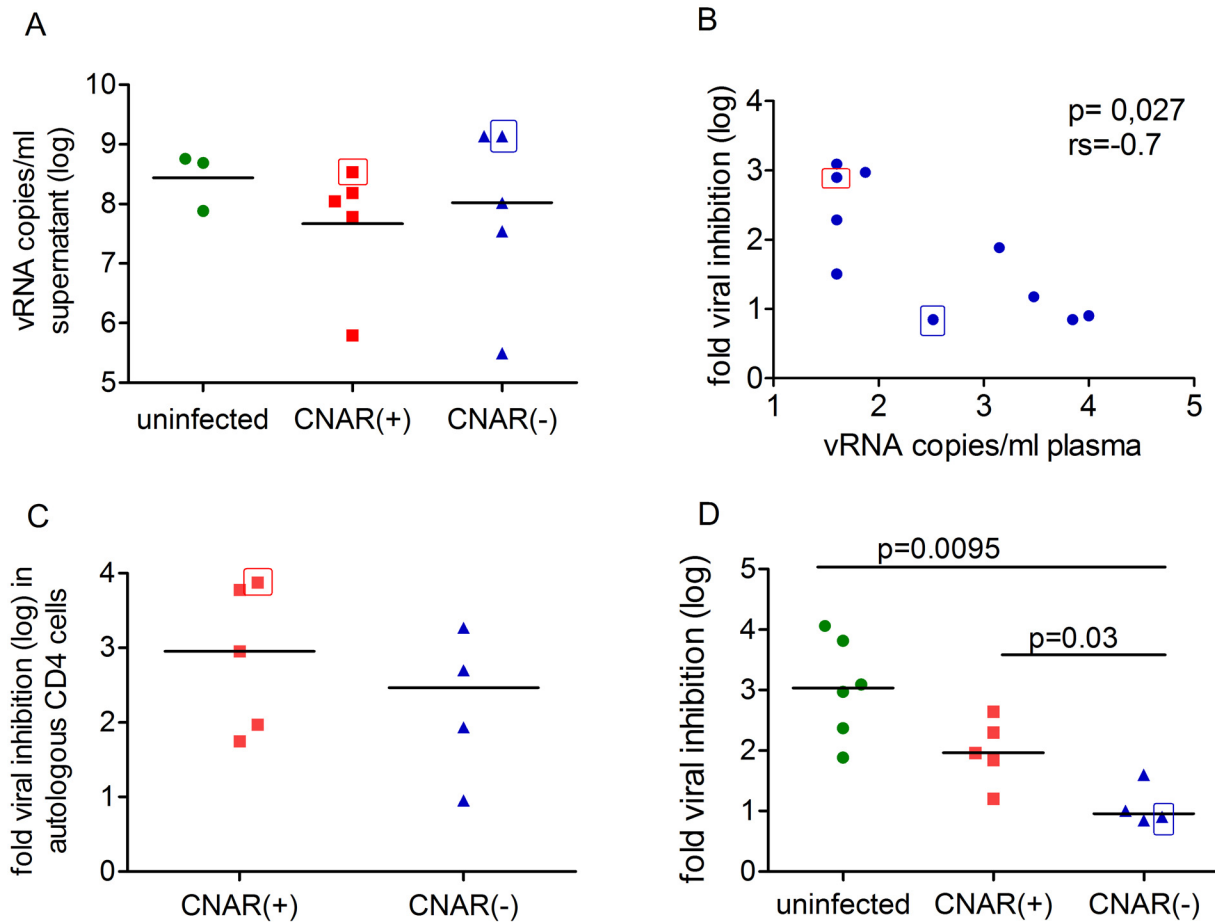 A
vRNA copies/ml
supernatant (log)
10
9
8
7
6
5
uninfected
CNAR(+)
CNAR(-)
B
fold viral inhibition (log)
4
3
2
1
0
p= 0,027
rs=-0.7
1
2
3
4
5
vRNA copies/ml plasma
C
fold viral inhibition (log) in
autologous CD4 cells
4
3
2
1
0
CNAR(+)
CNAR(-)
D
fold viral inhibition (log)
5
4
3
2
1
0
p=0.0095
p=0.03
uninfected
CNAR(+)
CNAR(-)